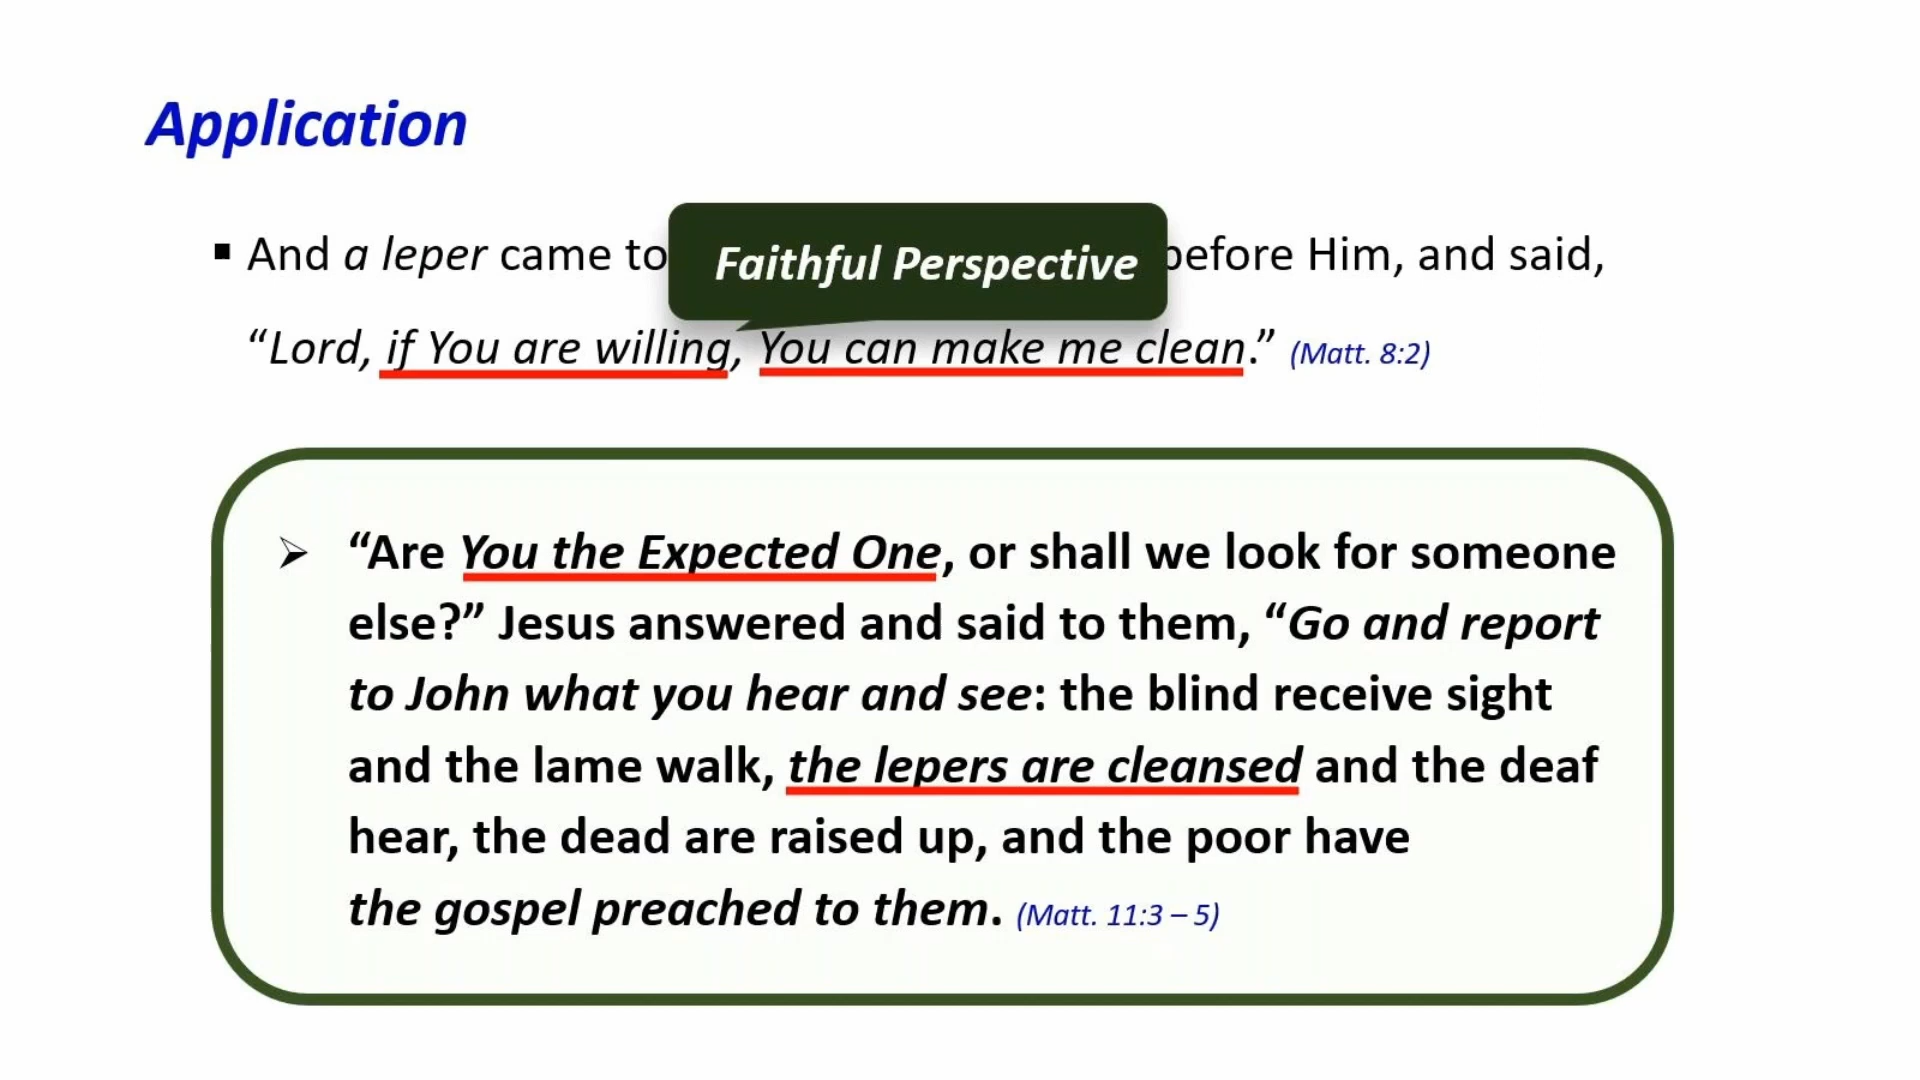 Application
▪ And a leper came to before Him, and said,
Faithful Perspective
“Lord, if You are willing, You can make me clean.” (Matt. 8:2)
➢ “Are You the Expected One, or shall we look for someone
else?” Jesus answered and said to them, “Go and report
to John what you hear and see: the blind receive sight
and the lame walk, the lepers are cleansed and the deaf
hear, the dead are raised up, and the poor have
the gospel preached to them. (Matt. 11:3 – 5)